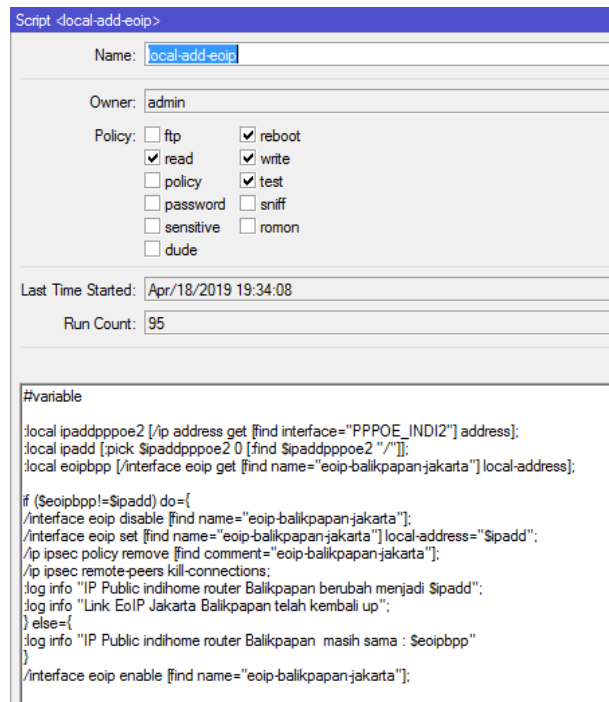 Script <local-add-eoip>
Name: local-add-eoip
Owner: admin
Policy: ftp reboot
read write
policy test
password sniff
sensitive romon
dude
Last Time Started: Apr/18/2019 19:34:08
Run Count: 95
#variable
:local ipaddpppoe2 [/ip address get [find interface="PPPOE_INDI2"] address];
:local ipadd [:pick $ipaddpppoe2 0 [:find $ipaddpppoe2 "/"]];
:local eoipbpp [/interface eoip get [find name="eoip-balikpapan-jakarta"] local-address];
if ($eoipbpp!=$ipadd) do={
/interface eoip disable [find name="eoip-balikpapan-jakarta"];
/interface eoip set [find name="eoip-balikpapan-jakarta"] local-address="$ipadd";
/ip ipsec policy remove [find comment="eoip-balikpapan-jakarta"];
/ip ipsec remote-peers kill-connections;
:log info "IP Public indihome router Balikpapan berubah menjadi $ipadd";
:log info "Link EoIP Jakarta Balikpapan telah kembali up";
} else={
:log info "IP Public indihome router Balikpapan  masih sama : $eoipbpp"
}
/interface eoip enable [find name="eoip-balikpapan-jakarta"];